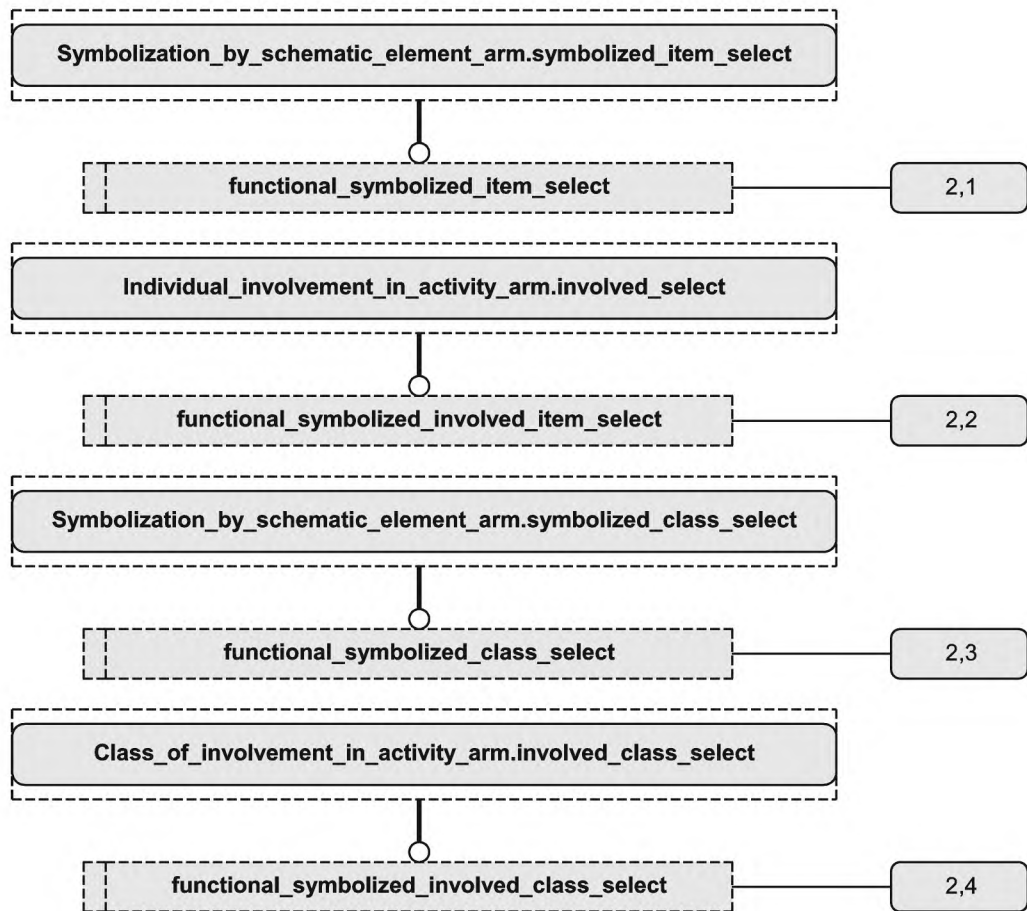 Symbolization_by_schematic_element_arm.symbolized_item_select
functional_symbolized_item_select
2,1
Individual_involvement_in_activity_arm.involved_select
functional_symbolized_involved_item_select
2,2
Symbolization_by_schematic_element_arm.symbolized_class_select
functional_symbolized_class_select
2,3
Class_of_involvement_in_activity_arm.involved_class_select
functional_symbolized_involved_class_select
2,4